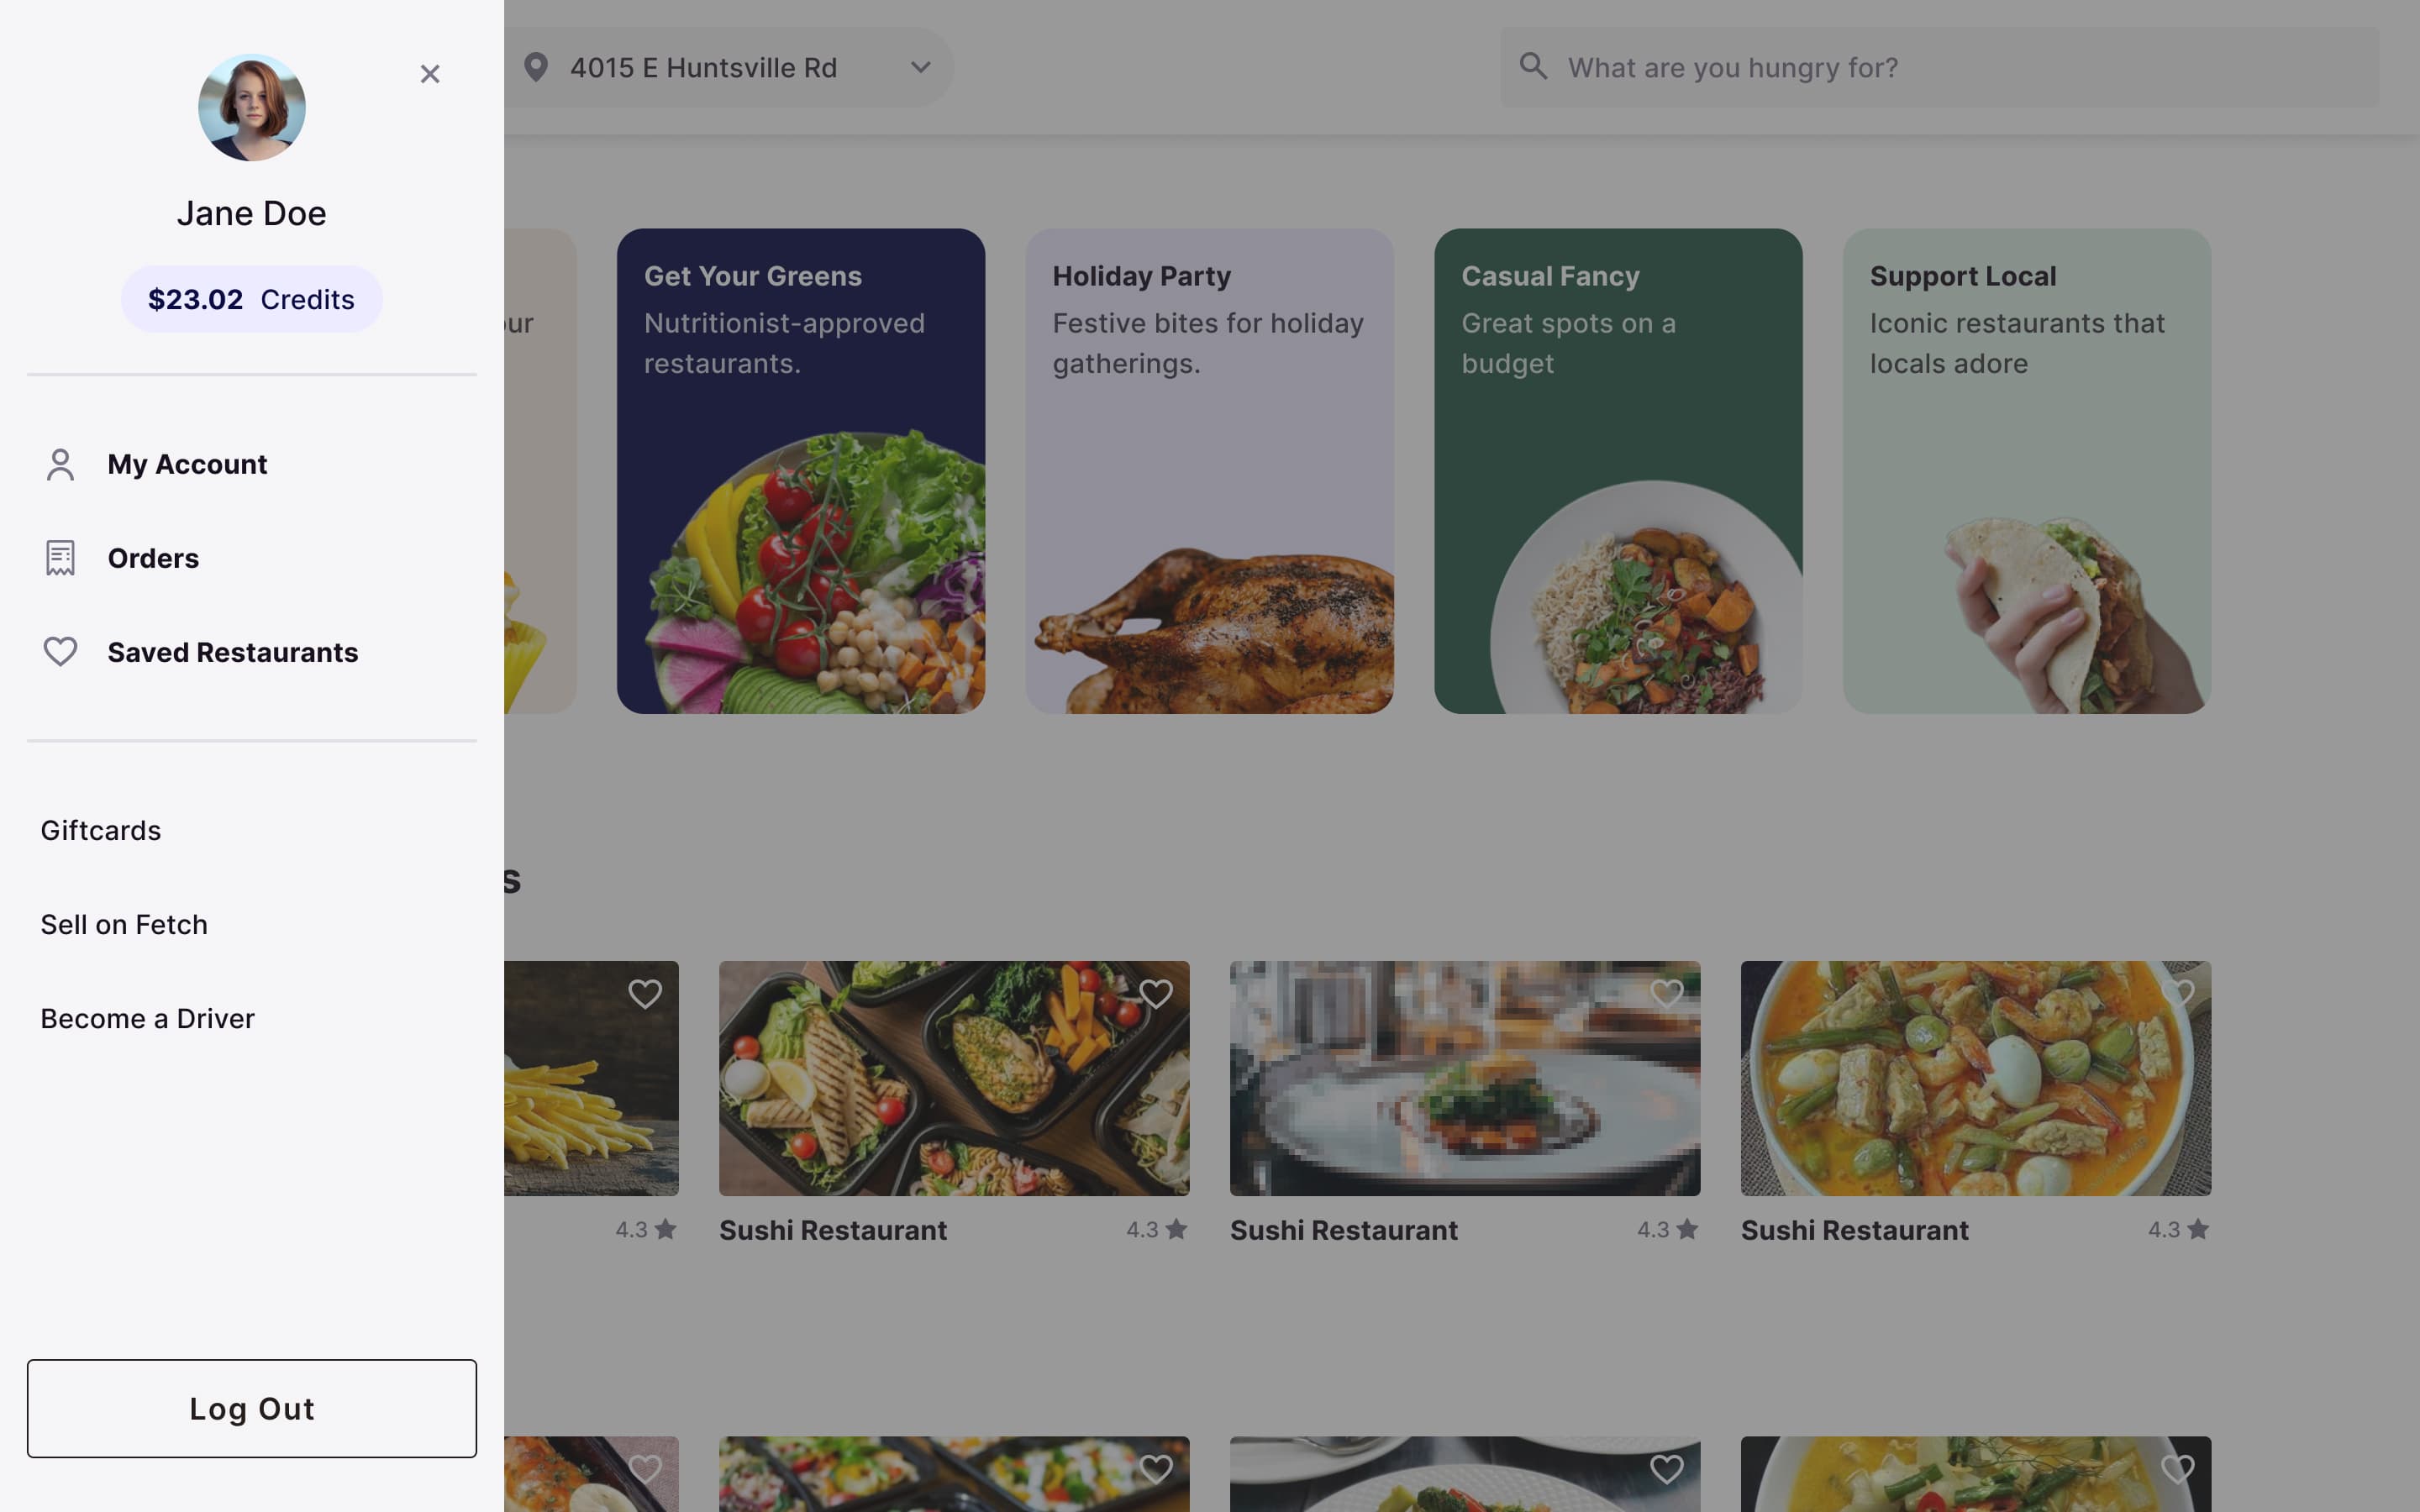 Jane Doe
$23.02 Credits
My Account
Orders
Saved Restaurants
Giftcards
Sell on Fetch
Become a Driver
Log Out
4015 E Huntsville Rd
What are you hungry for?
Get Your Greens
Nutritionist-approved
restaurants.
Holiday Party
Festive bites for holiday
gatherings.
Casual Fancy
Great spots on a
budget
Support Local
Iconic restaurants that
locals adore
4.3
Sushi Restaurant 4.3
Sushi Restaurant 4.3
Sushi Restaurant 4.3